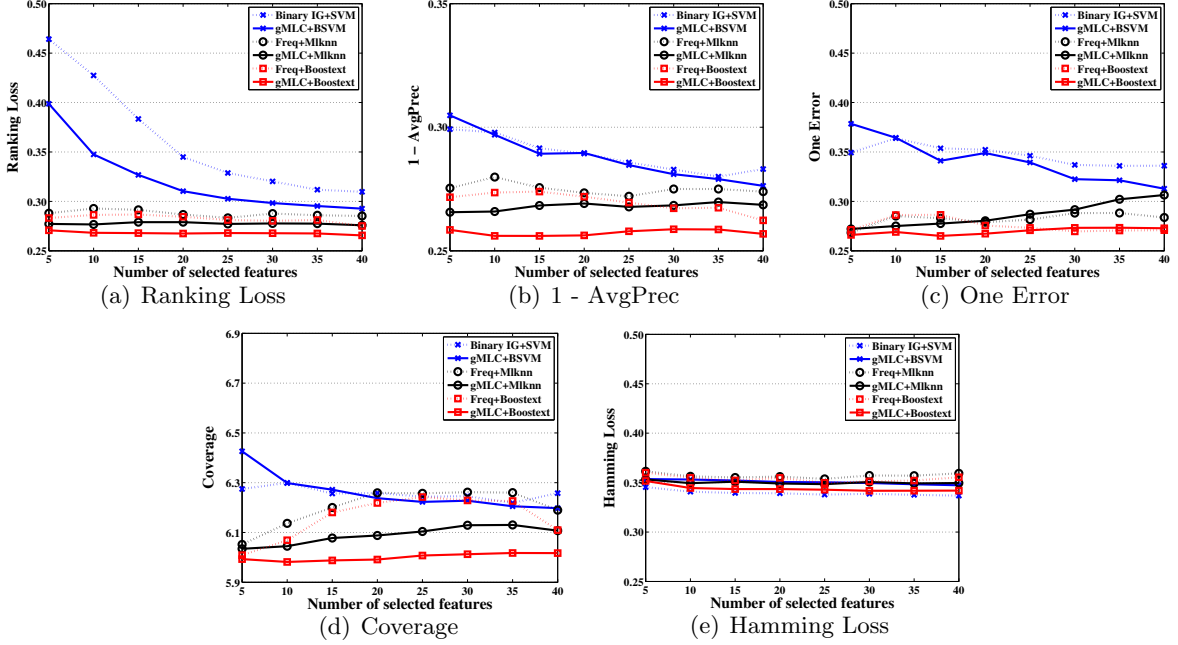 0.50
0.45
0.40
0.35
0.30
0.25
Ranking Loss
5 10 15 20 25 30 35 40
Number of selected features
Binary IG+SVM
gMLC+BSVM
Freq+Mlknn
gMLC+Mlknn
Freq+Boostext
gMLC+Boostext
(a) Ranking Loss
0.35
0.30
0.25
1 − AvgPrec
5 10 15 20 25 30 35 40
Number of selected features
Binary IG+SVM
gMLC+BSVM
Freq+Mlknn
gMLC+Mlknn
Freq+Boostext
gMLC+Boostext
(b) 1 - AvgPrec
0.50
0.45
0.40
0.35
0.30
0.25
One Error
5 10 15 20 25 30 35 40
Number of selected features
Binary IG+SVM
gMLC+BSVM
Freq+Mlknn
gMLC+Mlknn
Freq+Boostext
gMLC+Boostext
(c) One Error
6.9
6.7
6.5
6.3
6.1
5.9
Coverage
5 10 15 20 25 30 35 40
Number of selected features
Binary IG+SVM
gMLC+BSVM
Freq+Mlknn
gMLC+Mlknn
Freq+Boostext
gMLC+Boostext
(d) Coverage
0.50
0.45
0.40
0.35
0.30
0.25
Hamming Loss
5 10 15 20 25 30 35 40
Number of selected features
Binary IG+SVM
gMLC+BSVM
Freq+Mlknn
gMLC+Mlknn
Freq+Boostext
gMLC+Boostext
(e) Hamming Loss